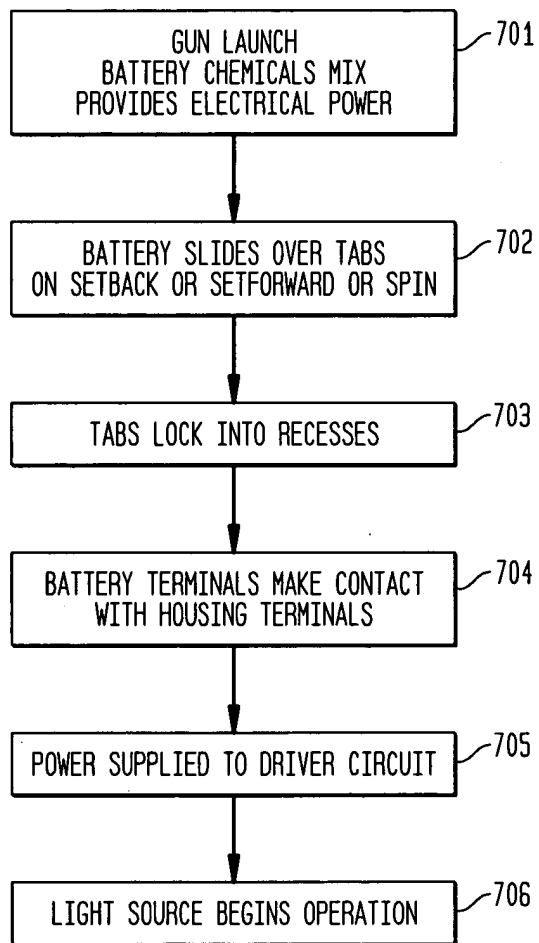 GUN LAUNCH
BATTERY CHEMICALS MIX
PROVIDES ELECTRICAL POWER
701
BATTERY SLIDES OVER TABS
ON SETBACK OR SETFORWARD OR SPIN
702
TABS LOCK INTO RECESSES
703
BATTERY TERMINALS MAKE CONTACT
WITH HOUSING TERMINALS
704
POWER SUPPLIED TO DRIVER CIRCUIT
705
LIGHT SOURCE BEGINS OPERATION
706